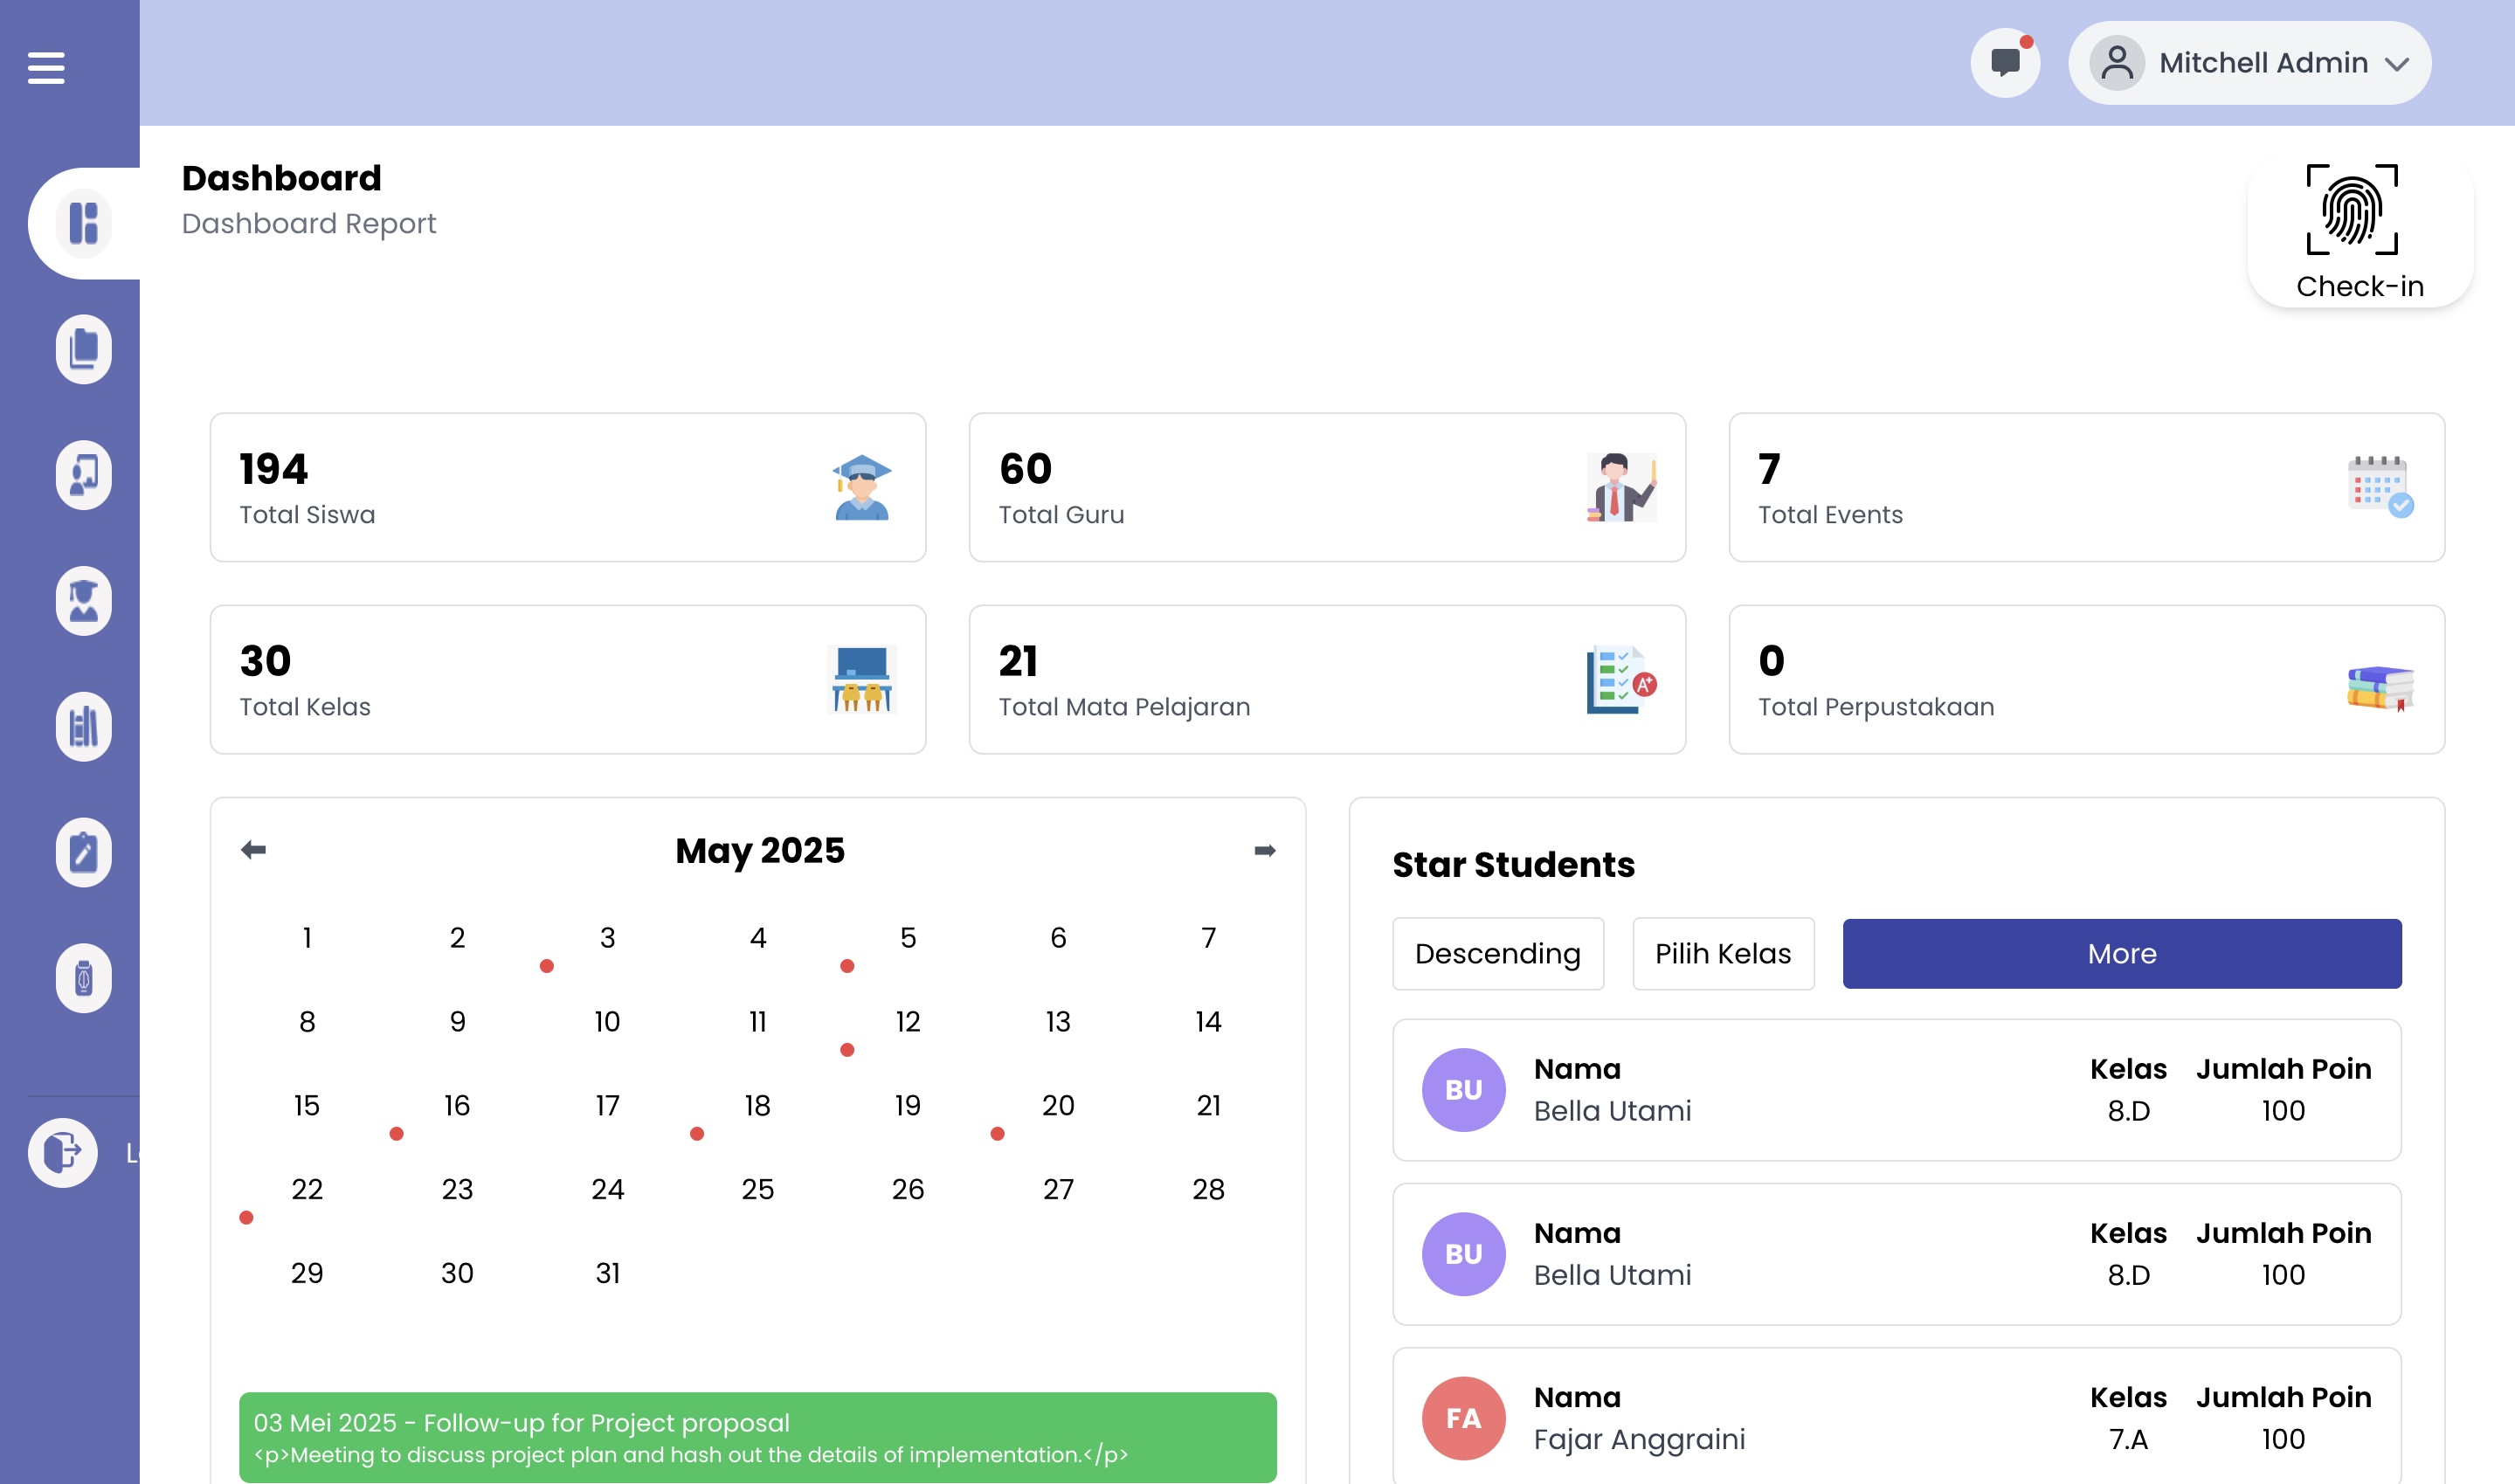 Mitchell Admin
Dashboard
Dashboard Report
Check-in
194
Total Siswa
60
Total Guru
7
Total Events
30
Total Kelas
21
Total Mata Pelajaran
A+
0
Total Perpustakaan
May 2025
1 2 3 4 5 6 7
8 9 10 11 12 13 14
15 16 17 18 19 20 21
22 23 24 25 26 27 28
29 30 31
03 Mei 2025 - Follow-up for Project proposal
<p>Meeting to discuss project plan and hash out the details of implementation.</p>
Star Students
Descending Pilih Kelas More
BU
Nama Kelas Jumlah Poin
Bella Utami 8.D 100
BU
Nama Kelas Jumlah Poin
Bella Utami 8.D 100
FA
Nama Kelas Jumlah Poin
Fajar Anggraini 7.A 100